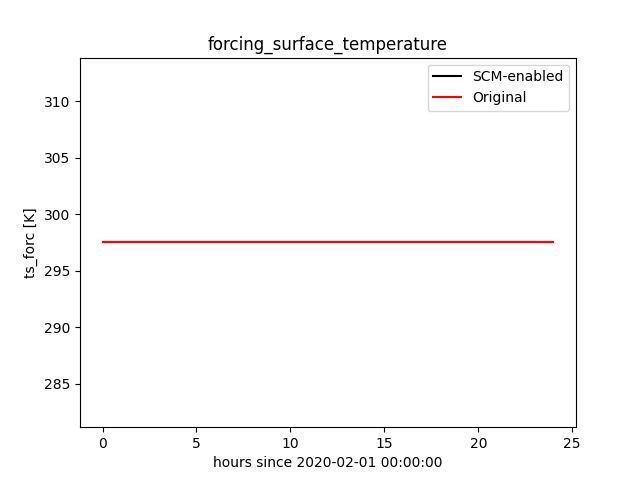 forcing_surface_temperature
SCM-enabled
Original
ts_forc [K]
310
305
300
295
290
285
0 5 10 15 20 25
hours since 2020-02-01 00:00:00